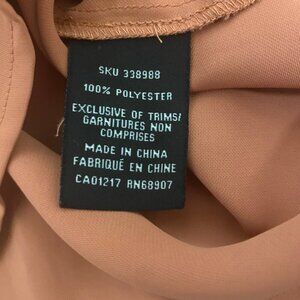 SKU 338988
100% POLYESTER
EXCLUSIVE OF TRIMS/
GARNITURES NON
COMPRISES
MADE IN CHINA
FABRIQUÉ EN CHINE
CA01217 RN68907